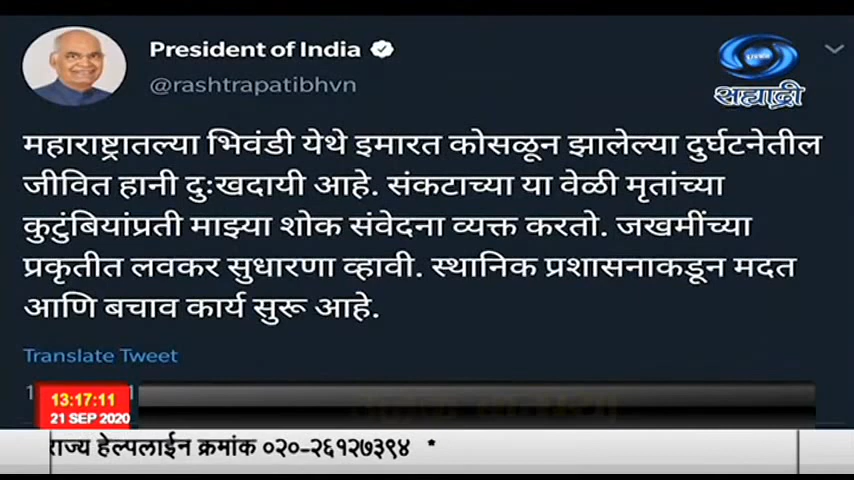 President of India
@rashtrapatibhvn
सह्याद्री
महाराष्ट्रातल्या भिवंडी येथे इमारत कोसळून झालेल्या दुर्घटनेतील
जीवित हानी दुःखदायी आहे. संकटाच्या या वेळी मृतांच्या
कुटुंबियांप्रती माझ्या शोक संवेदना व्यक्त करतो. जखमींच्या
प्रकृतीत लवकर सुधारणा व्हावी. स्थानिक प्रशासनाकडून मदत
आणि बचाव कार्य सुरू आहे.
Translate Tweet
13:17:11
21 SEP 2020
राज्य हेल्पलाईन क्रमांक ०२०-२६१२७३९४ *